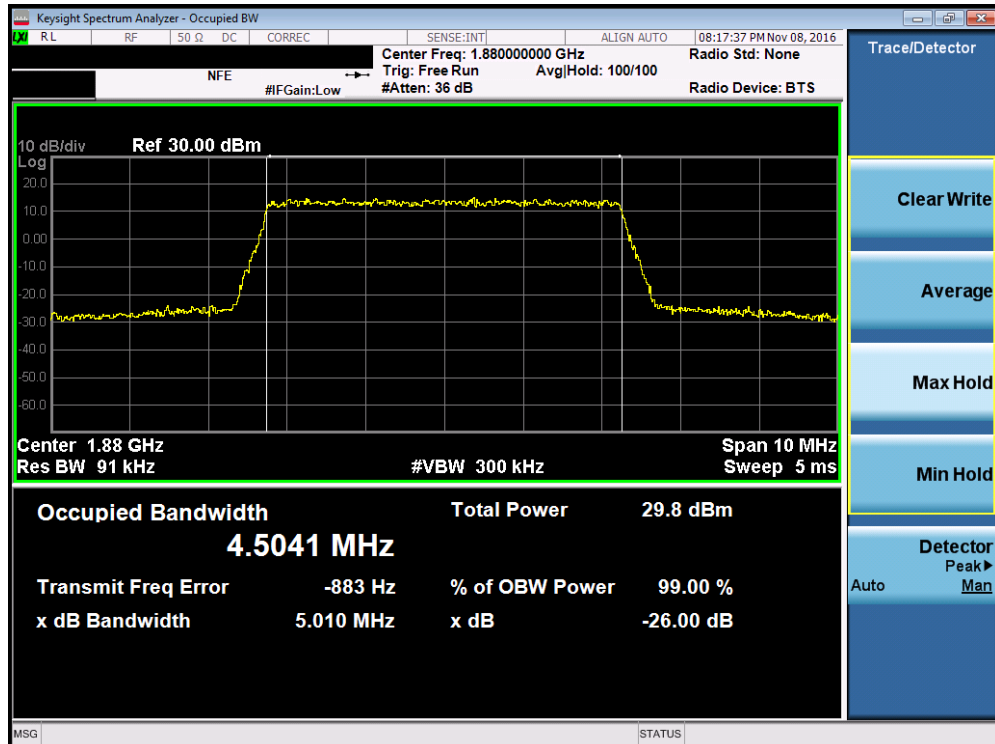 Keysight Spectrum Analyzer - Occupied BW
LXI RL RF 50 Ω DC CORREC SENSE:INT ALIGN AUTO 08:17:37 PM Nov 08, 2016
NFE
#IFGain:Low
Center Freq: 1.880000000 GHz
Trig: Free Run Avg|Hold: 100/100
#Atten: 36 dB
Radio Std: None
Radio Device: BTS
10 dB/div Ref 30.00 dBm
Log
20.0
10.0
0.00
-10.0
-20.0
-30.0
-40.0
-50.0
-60.0
Center 1.88 GHz Span 10 MHz
Res BW 91 kHz #VBW 300 kHz Sweep 5 ms
Occupied Bandwidth Total Power 29.8 dBm
4.5041 MHz
Transmit Freq Error -883 Hz % of OBW Power 99.00 %
x dB Bandwidth 5.010 MHz x dB -26.00 dB
MSG STATUS
Trace/Detector
Clear Write
Average
Max Hold
Min Hold
Detector
Peak▶
Auto Man